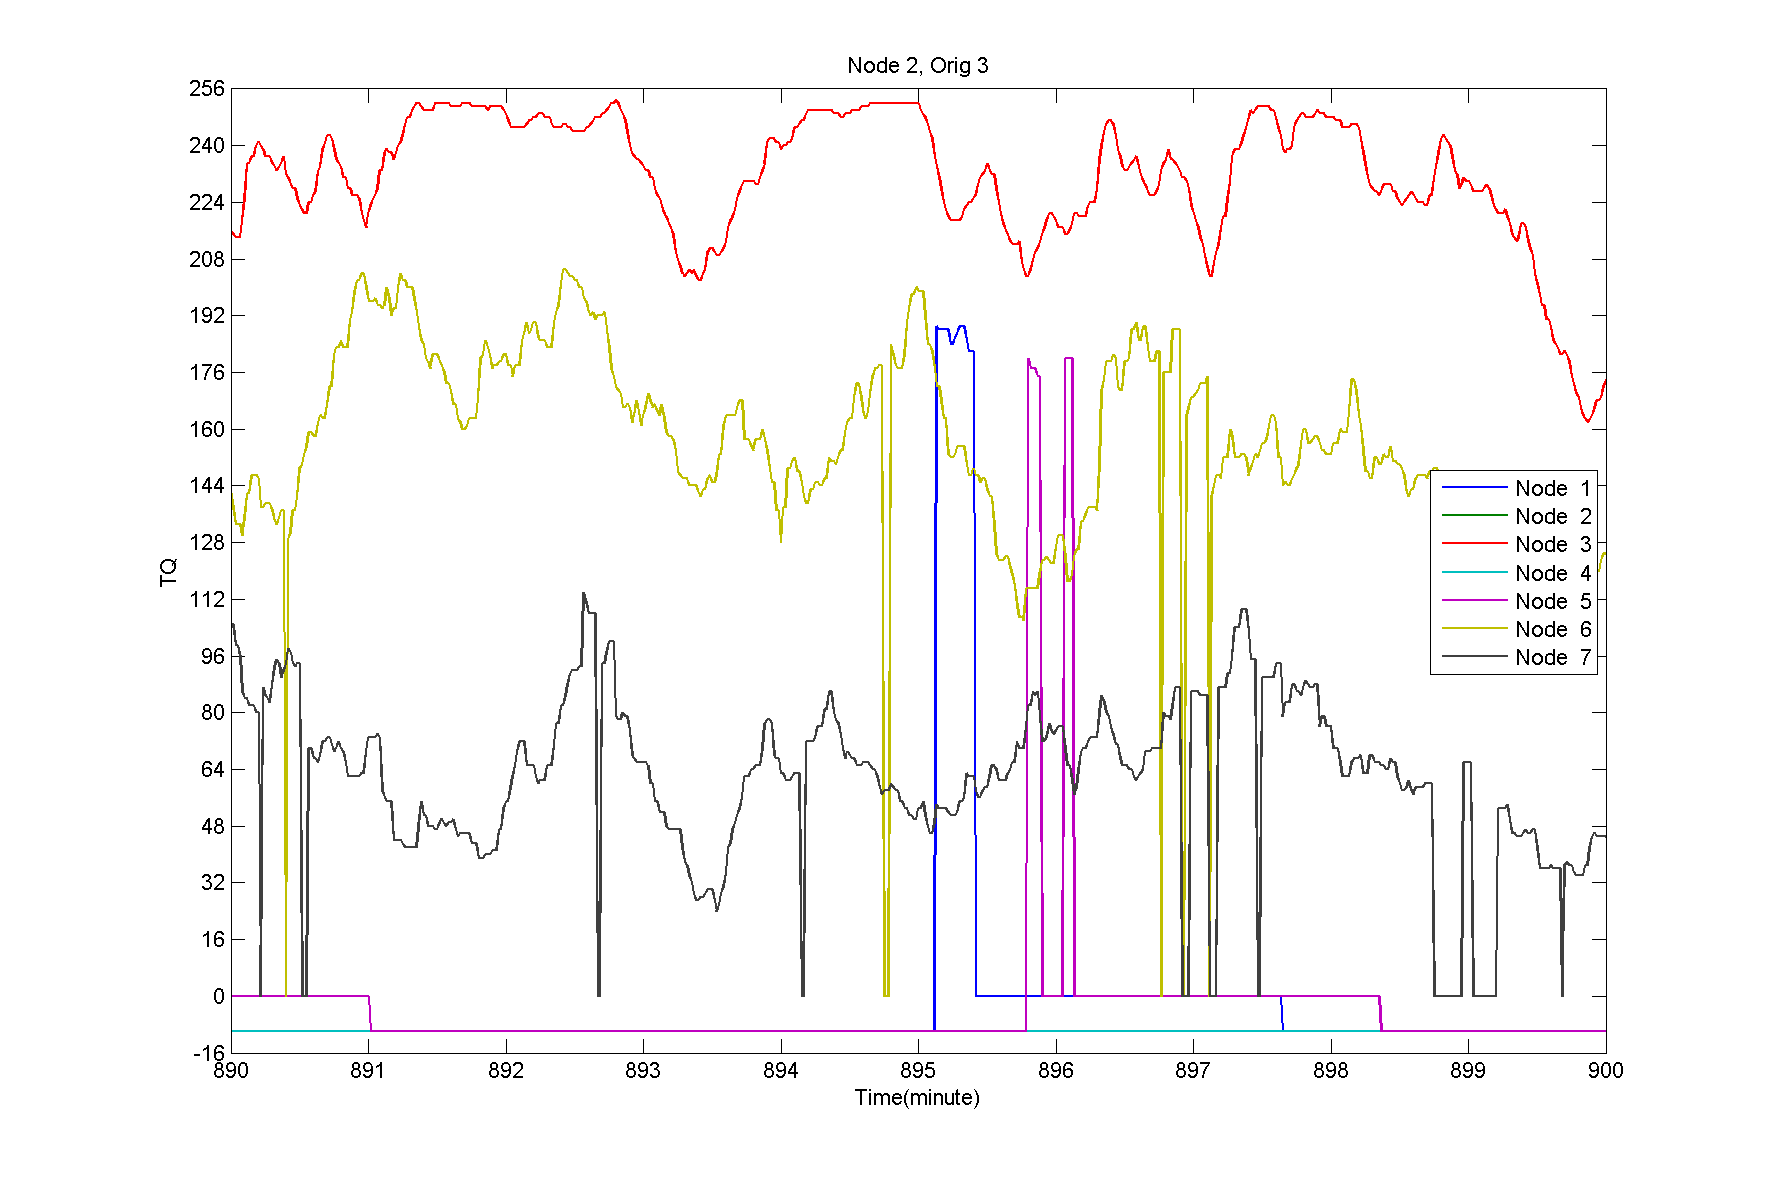 Node 2, Orig 3
256
240
224
208
192
176
160
144
128
112
96
80
64
48
32
16
0
-16
TQ
Node 1
Node 2
Node 3
Node 4
Node 5
Node 6
Node 7
890 891 892 893 894 895 896 897 898 899 900
Time(minute)